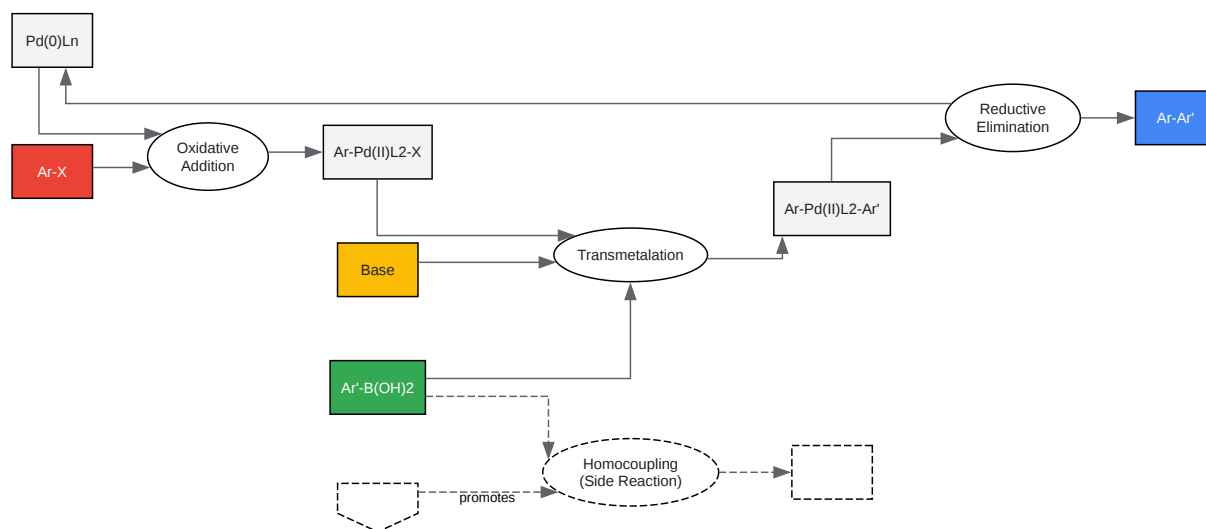 Pd(0)Ln
Ar-X
Oxidative
Addition
Ar-Pd(II)L2-X
Base
Ar'-B(OH)2
Transmetalation
Ar-Pd(II)L2-Ar'
Reductive
Elimination
Ar-Ar'
Homocoupling
(Side Reaction)
promotes